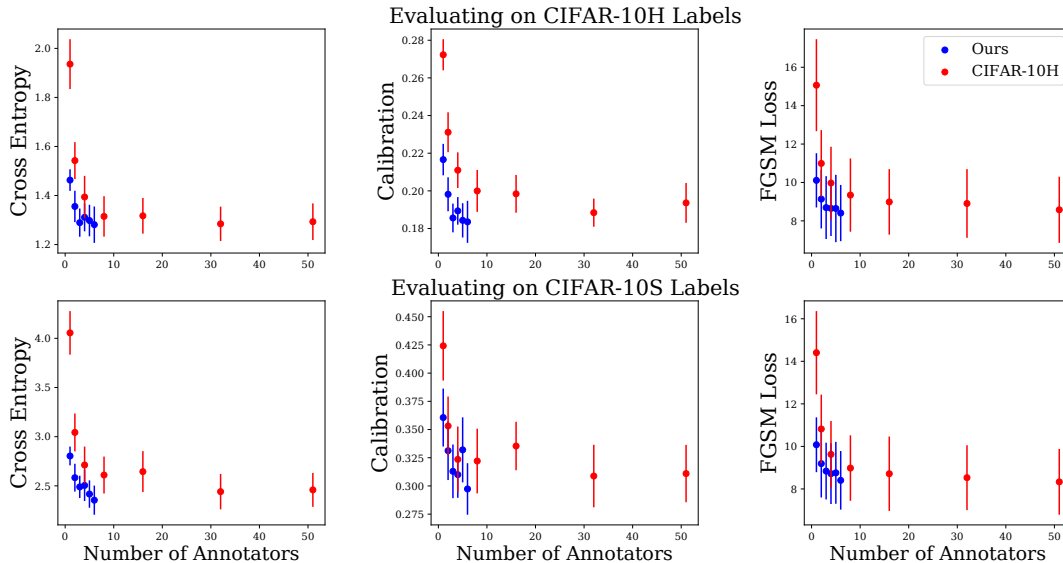 Evaluating on CIFAR-10H Labels
Cross Entropy
2.0
1.8
1.6
1.4
1.2
0 10 20 30 40 50
Calibration
0.28
0.26
0.24
0.22
0.20
0.18
0 10 20 30 40 50
FGSM Loss
16
14
12
10
8
0 10 20 30 40 50
Ours
CIFAR-10H
Evaluating on CIFAR-10S Labels
Cross Entropy
4.0
3.5
3.0
2.5
0 10 20 30 40 50
Number of Annotators
Calibration
0.450
0.425
0.400
0.375
0.350
0.325
0.300
0.275
0 10 20 30 40 50
Number of Annotators
FGSM Loss
16
14
12
10
8
0 10 20 30 40 50
Number of Annotators